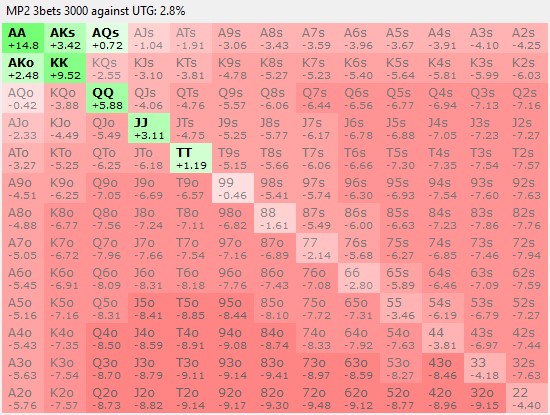 MP2 3bets 3000 against UTG: 2.8%
AA AKs AQs AJs ATs A9s A8s A7s A6s A5s A4s A3s A2s
+14.8 +3.42 +0.72 -1.04 -1.91 -3.06 -3.43 -3.59 -3.96 -3.67 -3.91 -4.10 -4.25
AKo KK KQs KJs KTs K9s K8s K7s K6s K5s K4s K3s K2s
+2.48 +9.52 -2.55 -3.10 -3.81 -4.78 -5.27 -5.23 -5.40 -5.64 -5.81 -5.99 -6.03
AQo KQo QQ QJs QTs Q9s Q8s Q7s Q6s Q5s Q4s Q3s Q2s
-0.42 -3.88 +5.88 -4.06 -4.76 -5.57 -6.06 -6.44 -6.56 -6.77 -6.94 -7.13 -7.16
AJo KJo QJo JJ JTs J9s J8s J7s J6s J5s J4s J3s J2s
-2.33 -4.49 -5.49 +3.11 -4.75 -5.25 -5.77 -6.17 -6.78 -6.88 -7.05 -7.23 -7.27
ATo KTo QTo JTo TT T9s T8s T7s T6s T5s T4s T3s T2s
-3.27 -5.25 -6.25 -6.18 +1.19 -5.15 -5.66 -6.06 -6.66 -7.30 -7.35 -7.54 -7.57
A9o K9o Q9o J9o T9o 99 98s 97s 96s 95s 94s 93s 92s
-4.51 -6.25 -7.05 -6.69 -6.57 -0.46 -5.41 -5.74 -6.30 -6.93 -7.54 -7.60 -7.63
A8o K8o Q8o J8o T8o 98o 88 87s 86s 85s 84s 83s 82s
-4.88 -6.77 -7.56 -7.24 -7.11 -6.82 -1.61 -5.49 -6.00 -6.63 -7.23 -7.86 -7.76
A7o K7o Q7o J7o T7o 97o 87o 77 76s 75s 74s 73s 72s
-5.05 -6.72 -7.96 -7.66 -7.54 -7.16 -6.89 -2.14 -5.68 -6.27 -6.85 -7.46 -7.94
A6o K6o Q6o J6o T6o 96o 86o 76o 66 65s 64s 63s 62s
-5.45 -6.91 -8.09 -8.31 -8.18 -7.76 -7.43 -7.08 -2.80 -5.89 -6.46 -7.09 -7.59
A5o K5o Q5o J5o T5o 95o 85o 75o 65o 55 54s 53s 52s
-5.16 -7.16 -8.31 -8.41 -8.85 -8.44 -8.10 -7.72 -7.31 -3.46 -6.19 -6.79 -7.27
A4o K4o Q4o J4o T4o 94o 84o 74o 64o 54o 44 43s 42s
-5.43 -7.35 -8.50 -8.59 -8.91 -9.08 -8.74 -8.33 -7.92 -7.63 -3.81 -6.97 -7.44
A3o K3o Q3o J3o T3o 93o 83o 73o 63o 53o 43o 33 32s
-5.63 -7.54 -8.70 -8.79 -9.11 -9.14 -9.41 -8.97 -8.59 -8.27 -8.46 -4.18 -7.63
A2o K2o Q2o J2o T2o 92o 82o 72o 62o 52o 42o 32o 22
-5.76 -7.57 -8.73 -8.82 -9.14 -9.17 -9.30 -9.48 -9.12 -8.77 -8.96 -9.15 -4.40